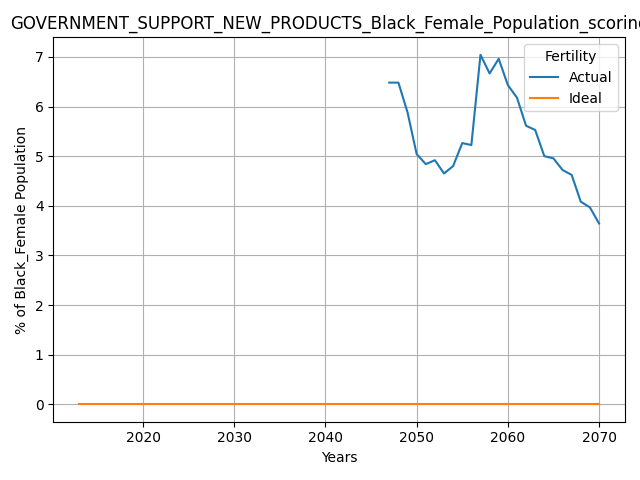 GOVERNMENT_SUPPORT_NEW_PRODUCTS_Black_Female_Population_scoring
Fertility
Actual
Ideal
% of Black_Female Population
7
6
5
4
3
2
1
0
2020 2030 2040 2050 2060 2070
Years